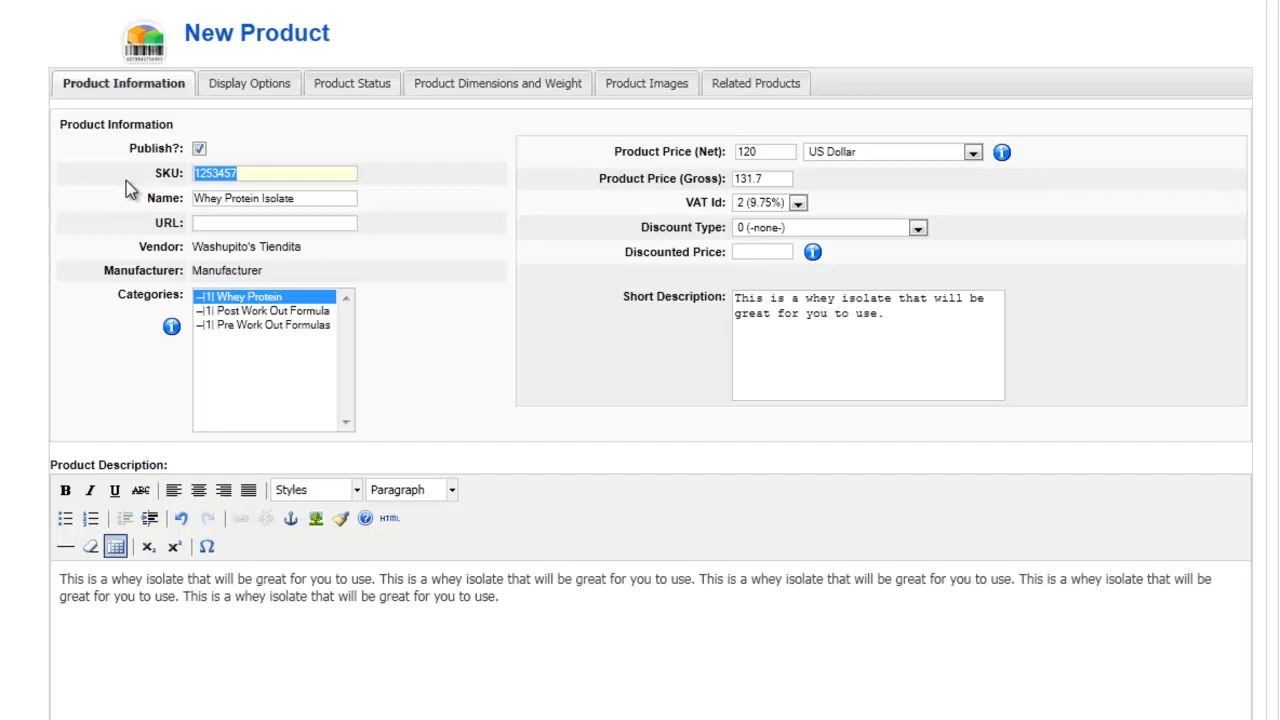 New Product
Product Information Display Options Product Status Product Dimensions and Weight Product Images Related Products
Product Information
Publish?:
SKU: 1253457
Name: Whey Protein Isolate
URL:
Vendor: Washupito's Tiendita
Manufacturer: Manufacturer
Categories: --|1| Whey Protein
--|1| Post Work Out Formula
--|1| Pre Work Out Formulas
Product Price (Net): 120 US Dollar
Product Price (Gross): 131.7
VAT Id: 2 (9.75%)
Discount Type: 0 (-none-)
Discounted Price:
Short Description: This is a whey isolate that will be
great for you to use.
Product Description:
B I U ABC Styles Paragraph
HTML
x₂ x² Ω
This is a whey isolate that will be great for you to use. This is a whey isolate that will be great for you to use. This is a whey isolate that will be great for you to use. This is a whey isolate that will be
great for you to use. This is a whey isolate that will be great for you to use.